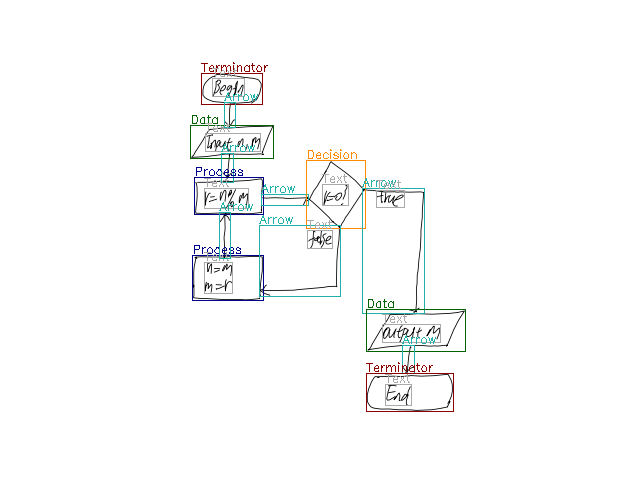 Terminator
Text
Begin
Arrow
Data
Text
Input n, m
Arrow
Process
Text
r=n%m
Arrow
Decision
Text
r=0?
Arrow
Arrow
Text
true
Arrow
Text
false
Process
Text
n=m
m=r
Data
Text
output m
Arrow
Terminator
Text
End